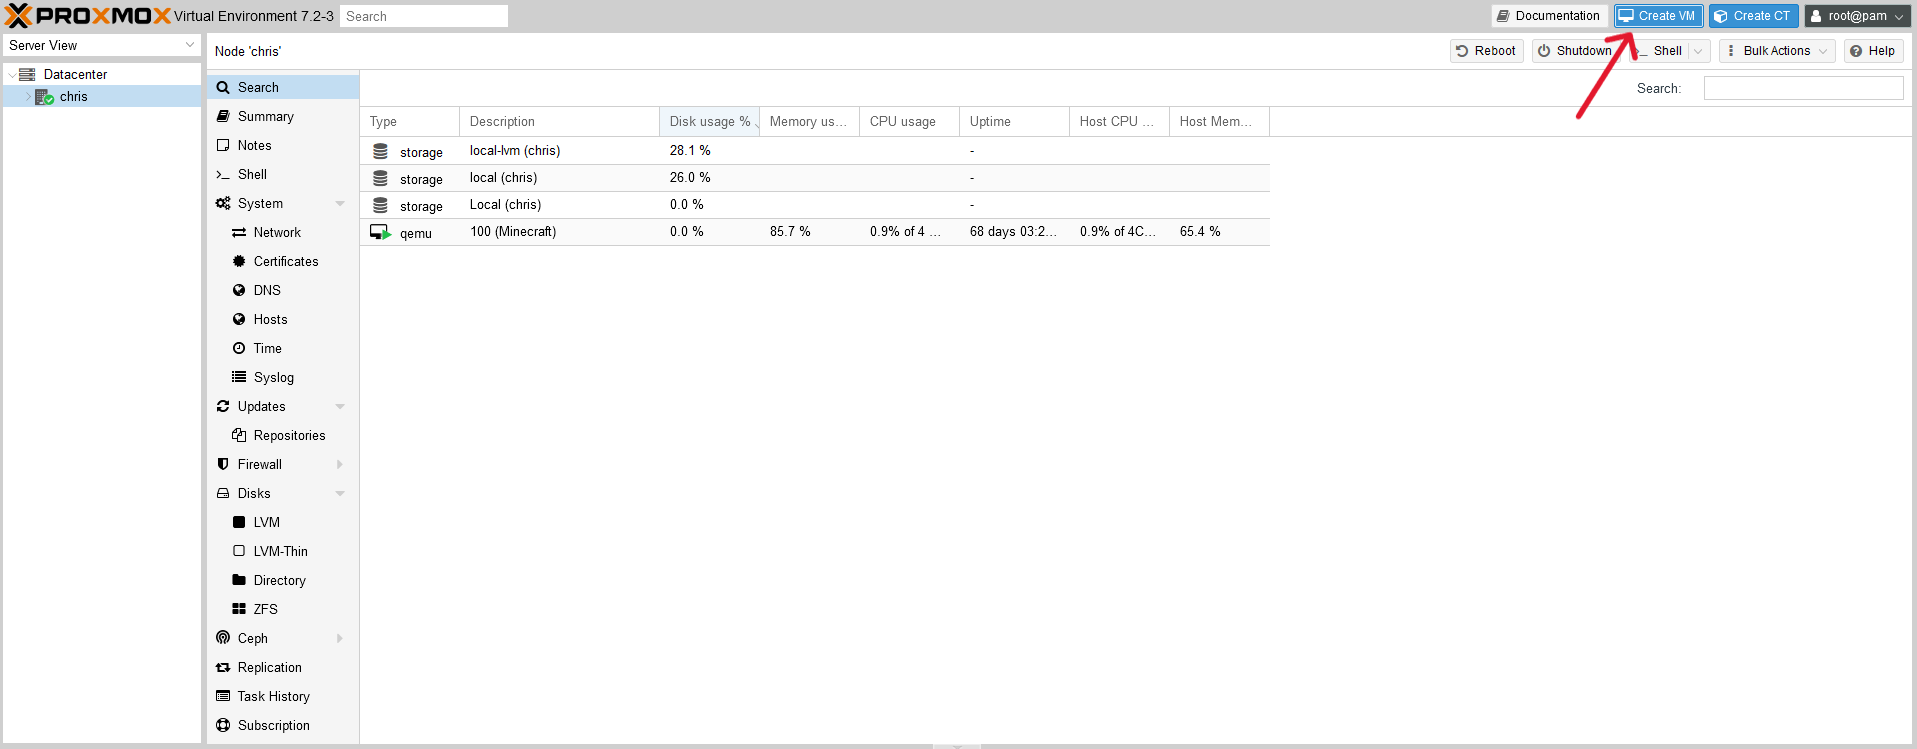 PROXMOX Virtual Environment 7.2-3 Search Documentation Create VM Create CT root@pam
Server View
Datacenter
chris
Node 'chris' Reboot Shutdown Shell Bulk Actions Help
Search
Summary
Notes
Shell
System
Network
Certificates
DNS
Hosts
Time
Syslog
Updates
Repositories
Firewall
Disks
LVM
LVM-Thin
Directory
ZFS
Ceph
Replication
Task History
Subscription
Search:
Type Description Disk usage % Memory us... CPU usage Uptime Host CPU ... Host Mem...
storage local-lvm (chris) 28.1 % -
storage local (chris) 26.0 % -
storage Local (chris) 0.0 % -
qemu 100 (Minecraft) 0.0 % 85.7 % 0.9% of 4 ... 68 days 03:2... 0.9% of 4C... 65.4 %